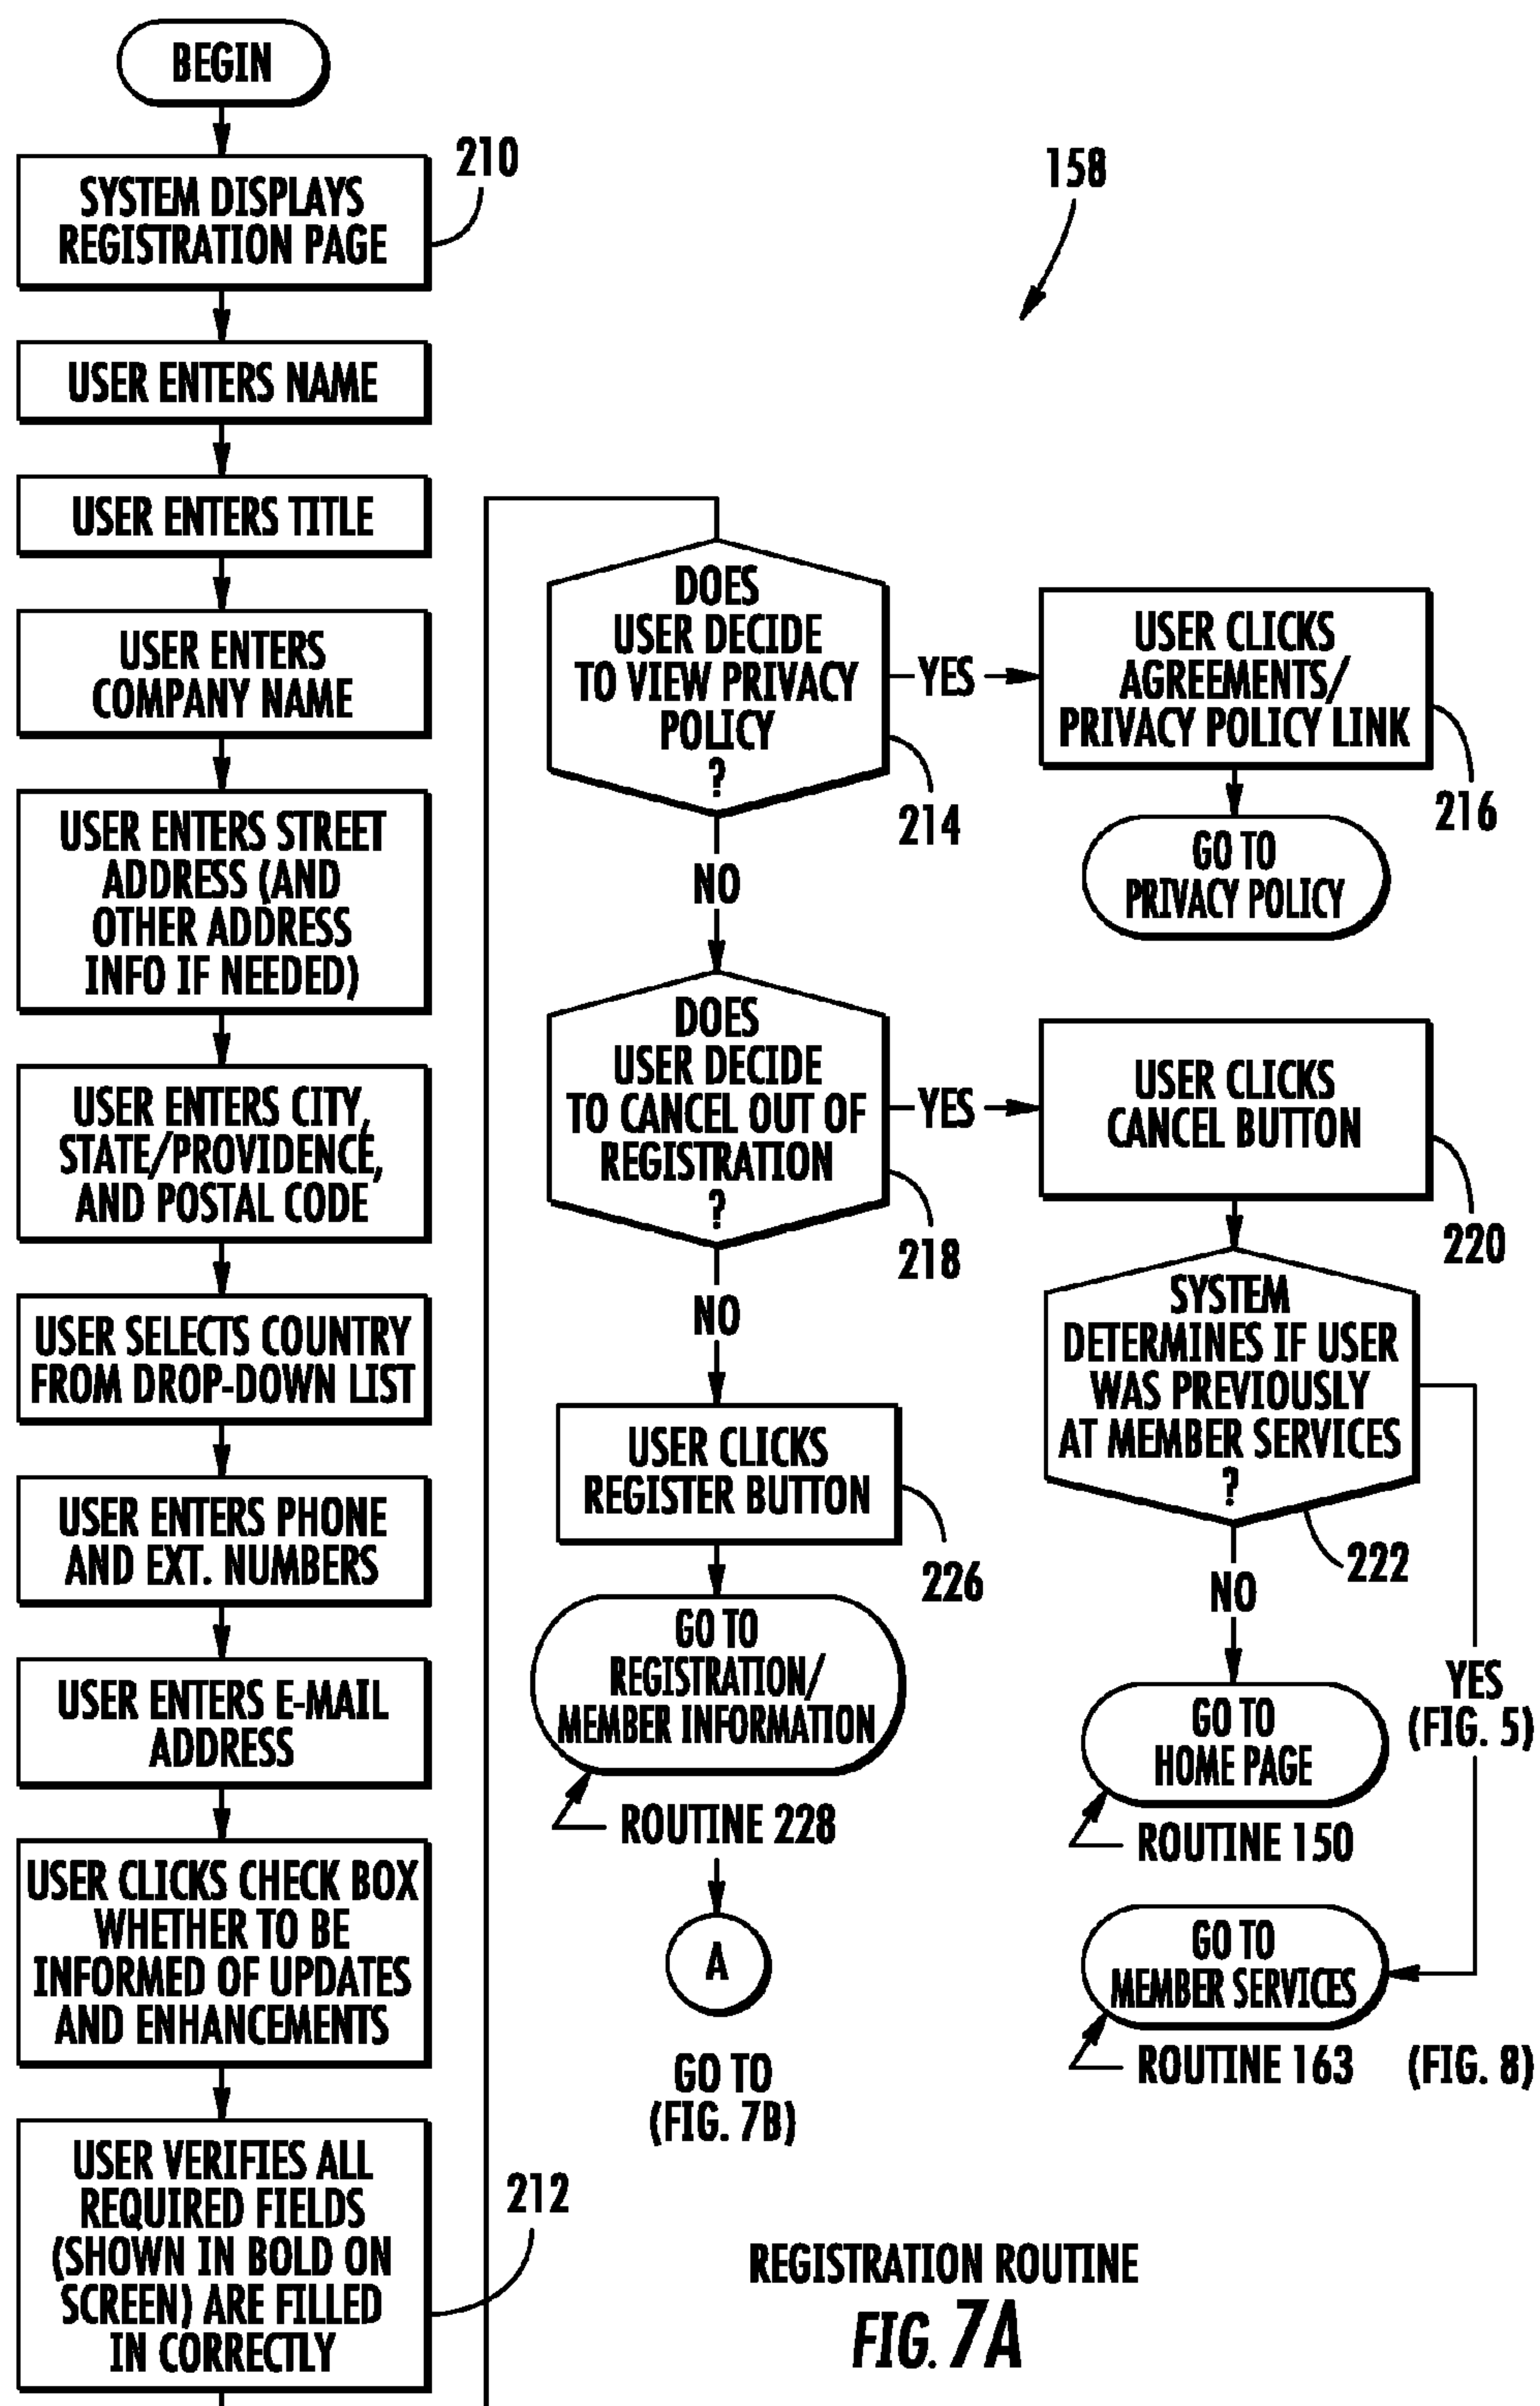 BEGIN
SYSTEM DISPLAYS
REGISTRATION PAGE
210
USER ENTERS NAME
USER ENTERS TITLE
USER ENTERS
COMPANY NAME
USER ENTERS STREET
ADDRESS (AND
OTHER ADDRESS
INFO IF NEEDED)
USER ENTERS CITY,
STATE/PROVIDENCE,
AND POSTAL CODE
USER SELECTS COUNTRY
FROM DROP-DOWN LIST
USER ENTERS PHONE
AND EXT. NUMBERS
USER ENTERS E-MAIL
ADDRESS
USER CLICKS CHECK BOX
WHETHER TO BE
INFORMED OF UPDATES
AND ENHANCEMENTS
USER VERIFIES ALL
REQUIRED FIELDS
(SHOWN IN BOLD ON
SCREEN) ARE FILLED
IN CORRECTLY
212
158
DOES
USER DECIDE
TO VIEW PRIVACY
POLICY
?
214
YES
USER CLICKS
AGREEMENTS/
PRIVACY POLICY LINK
216
GO TO
PRIVACY POLICY
NO
DOES
USER DECIDE
TO CANCEL OUT OF
REGISTRATION
?
218
YES
USER CLICKS
CANCEL BUTTON
220
SYSTEM
DETERMINES IF USER
WAS PREVIOUSLY
AT MEMBER SERVICES
?
222
NO
USER CLICKS
REGISTER BUTTON
226
GO TO
REGISTRATION/
MEMBER INFORMATION
ROUTINE 228
A
GO TO
(FIG. 7B)
NO
GO TO
HOME PAGE
ROUTINE 150
YES
(FIG. 5)
GO TO
MEMBER SERVICES
ROUTINE 163
(FIG. 8)
REGISTRATION ROUTINE
FIG. 7A